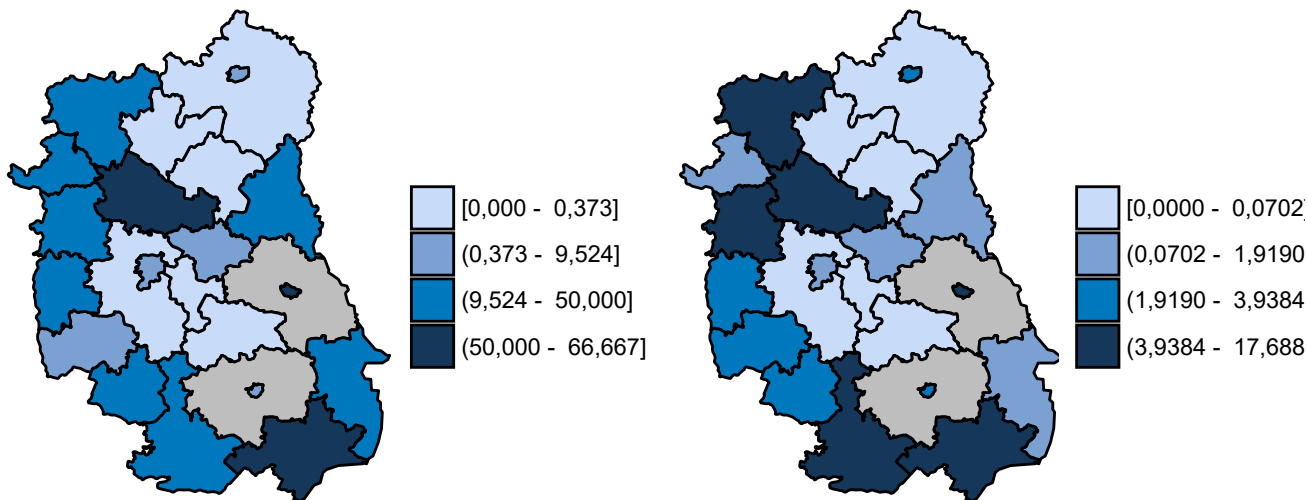 [0,000 - 0,373]
(0,373 - 9,524]
(9,524 - 50,000]
(50,000 - 66,667]
[0,0000 - 0,0702]
(0,0702 - 1,9190
(1,9190 - 3,9384
(3,9384 - 17,688